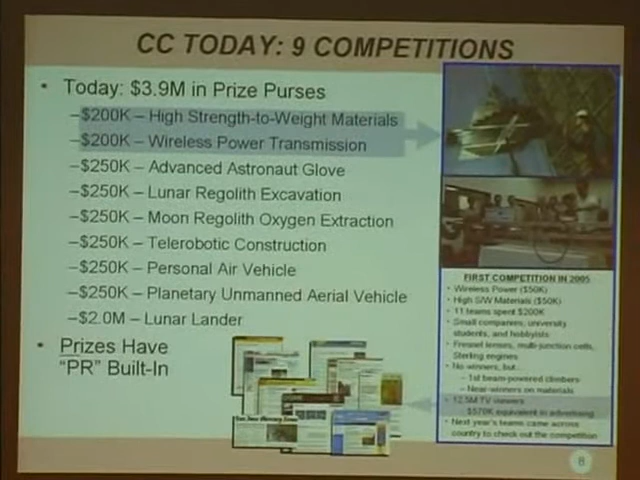 CC TODAY: 9 COMPETITIONS
• Today: $3.9M in Prize Purses
–$200K – High Strength-to-Weight Materials
–$200K – Wireless Power Transmission
–$250K – Advanced Astronaut Glove
–$250K – Lunar Regolith Excavation
–$250K – Moon Regolith Oxygen Extraction
–$250K – Telerobotic Construction
–$250K – Personal Air Vehicle
–$250K – Planetary Unmanned Aerial Vehicle
–$2.0M – Lunar Lander
• Prizes Have
"PR" Built-In
FIRST COMPETITION IN 2005
• Wireless Power ($50K)
• High S/W Materials ($50K)
• 11 teams spent $200K
• Small companies, university
students, and hobbyists
• Fresnel lenses, multi-junction cells,
Sterling engines
• No winners, but...
– 1st beam-powered climbers
– Near-winners on materials
• 12.5M TV viewers
$570K equivalent in advertising
• Next year's teams came across
country to check out the competition
8